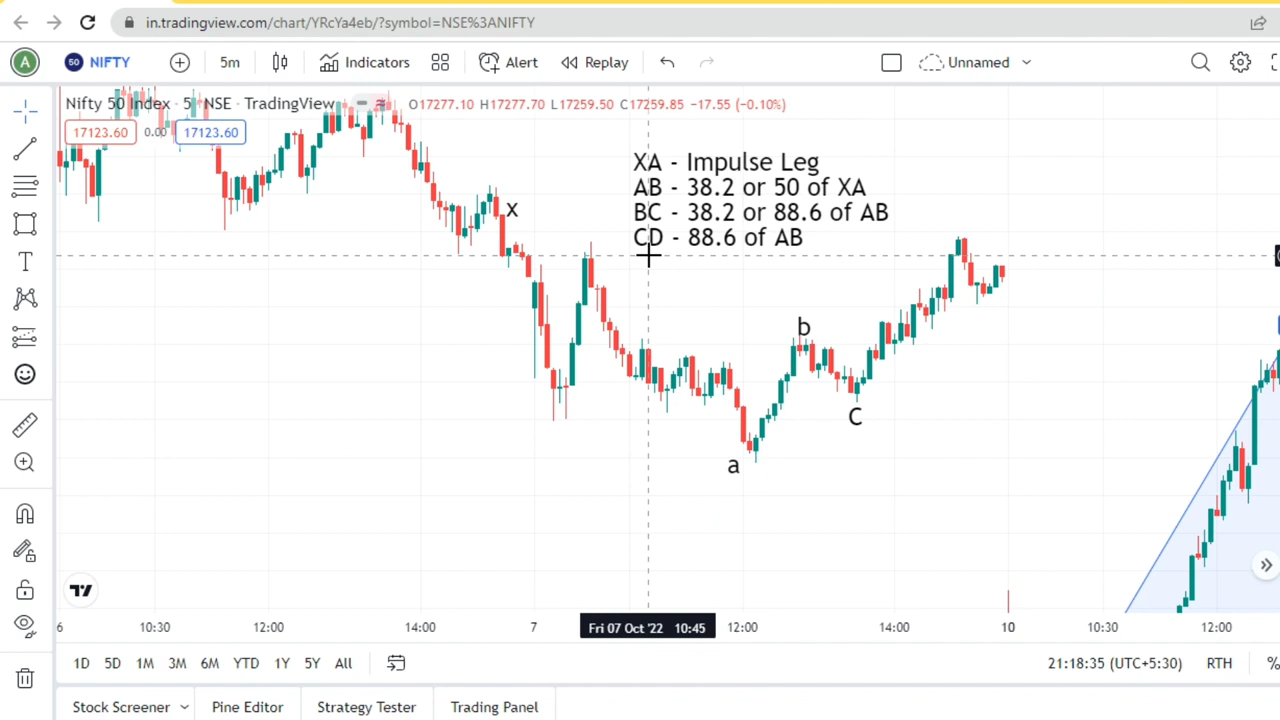 in.tradingview.com/chart/YRcYa4eb/?symbol=NSE%3ANIFTY
A 50 NIFTY 5m Indicators Alert Replay Unnamed
Nifty 50 Index · 5 NSE · TradingView O17277.10 H17277.70 L17259.50 C17259.85 -17.55 (-0.10%)
17123.60 0.00 17123.60
XA - Impulse Leg
AB - 38.2 or 50 of XA
BC - 38.2 or 88.6 of AB
CD - 88.6 of AB
X
b
C
a
6 10:30 12:00 14:00 7 Fri 07 Oct '22 10:45 12:00 14:00 10 10:30 12:00
1D 5D 1M 3M 6M YTD 1Y 5Y All 21:18:35 (UTC+5:30) RTH %
Stock Screener Pine Editor Strategy Tester Trading Panel